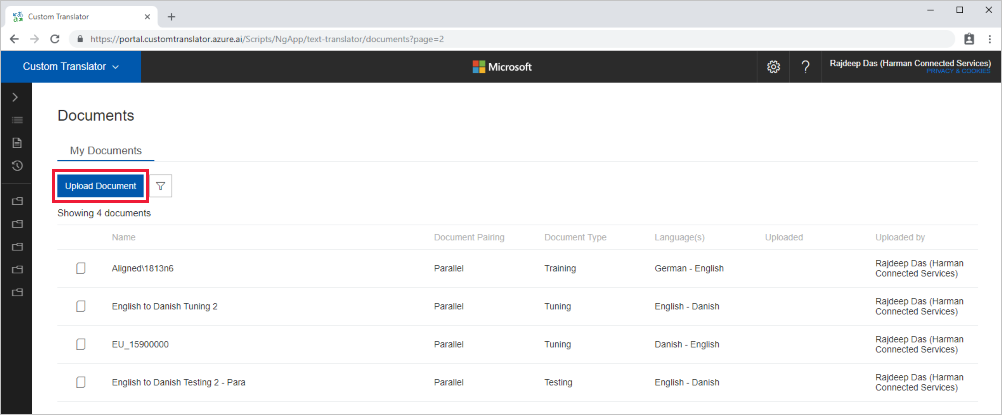 Custom Translator
https://portal.customtranslator.azure.ai/Scripts/NgApp/text-translator/documents?page=2
Custom Translator
Microsoft
?
Rajdeep Das (Harman Connected Services)
PRIVACY & COOKIES
Documents
My Documents
Upload Document
Showing 4 documents
Name Document Pairing Document Type Language(s) Uploaded Uploaded by
Aligned\1813n6 Parallel Training German - English Rajdeep Das (Harman
Connected Services)
English to Danish Tuning 2 Parallel Tuning English - Danish Rajdeep Das (Harman
Connected Services)
EU_15900000 Parallel Tuning Danish - English Rajdeep Das (Harman
Connected Services)
English to Danish Testing 2 - Para Parallel Testing English - Danish Rajdeep Das (Harman
Connected Services)